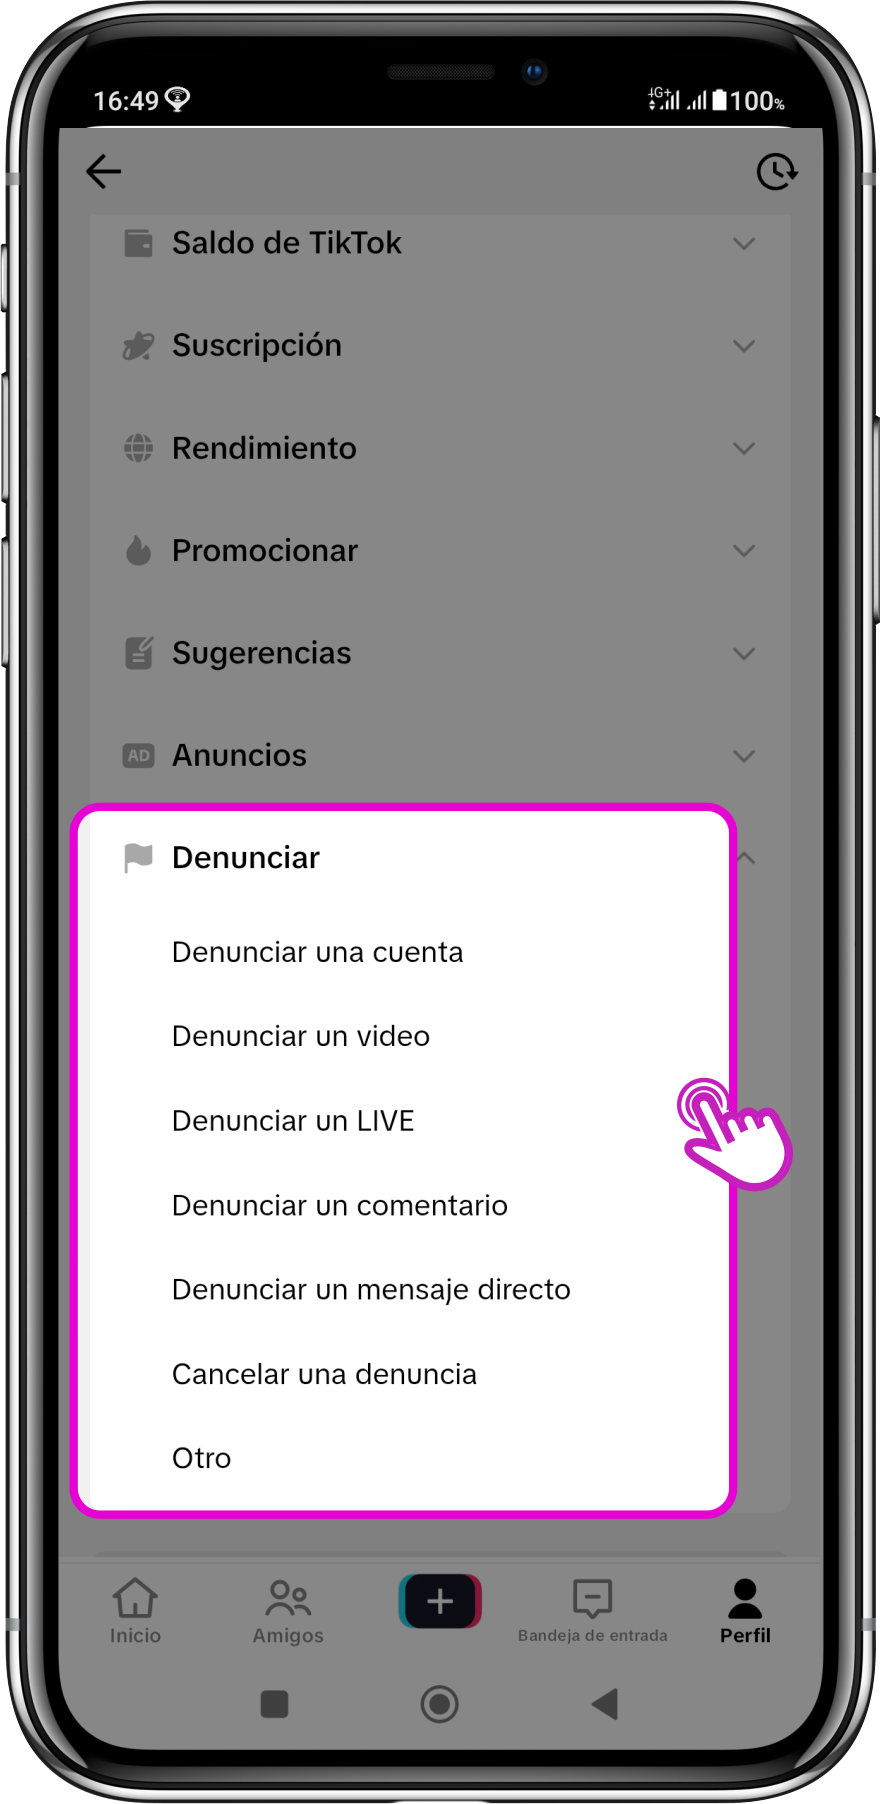 16:49 4G+ 100%
Saldo de TikTok
Suscripción
Rendimiento
Promocionar
Sugerencias
AD Anuncios
Denunciar
Denunciar una cuenta
Denunciar un video
Denunciar un LIVE
Denunciar un comentario
Denunciar un mensaje directo
Cancelar una denuncia
Otro
Inicio Amigos Bandeja de entrada Perfil